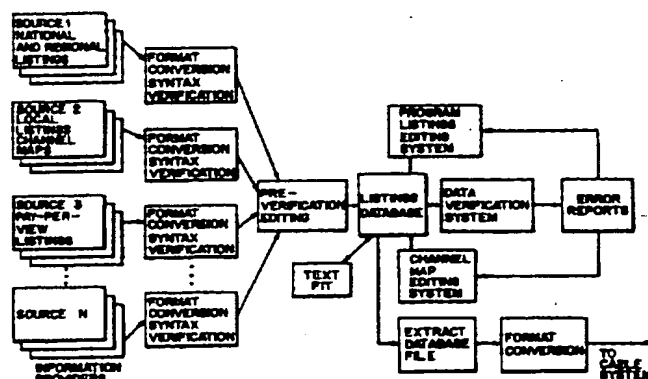 SOURCE 1
NATIONAL
AND REGIONAL
LISTINGS
FORMAT
CONVERSION
SYNTAX
VERIFICATION
SOURCE 2
LOCAL
LISTINGS
CHANNEL
MAPS
FORMAT
CONVERSION
SYNTAX
VERIFICATION
SOURCE 3
PAY-PER-
VIEW
LISTINGS
FORMAT
CONVERSION
SYNTAX
VERIFICATION
SOURCE N
FORMAT
CONVERSION
SYNTAX
VERIFICATION
INFORMATION
PROVIDERS
PRE-
VERIFICATION
EDITING
LISTINGS
DATABASE
PROGRAM
LISTINGS
EDITING
SYSTEM
DATA
VERIFICATION
SYSTEM
ERROR
REPORTS
TEXT
FIT
CHANNEL
MAP
EDITING
SYSTEM
EXTRACT
DATABASE
FILE
FORMAT
CONVERSION
TO
CABLE
SYSTEM